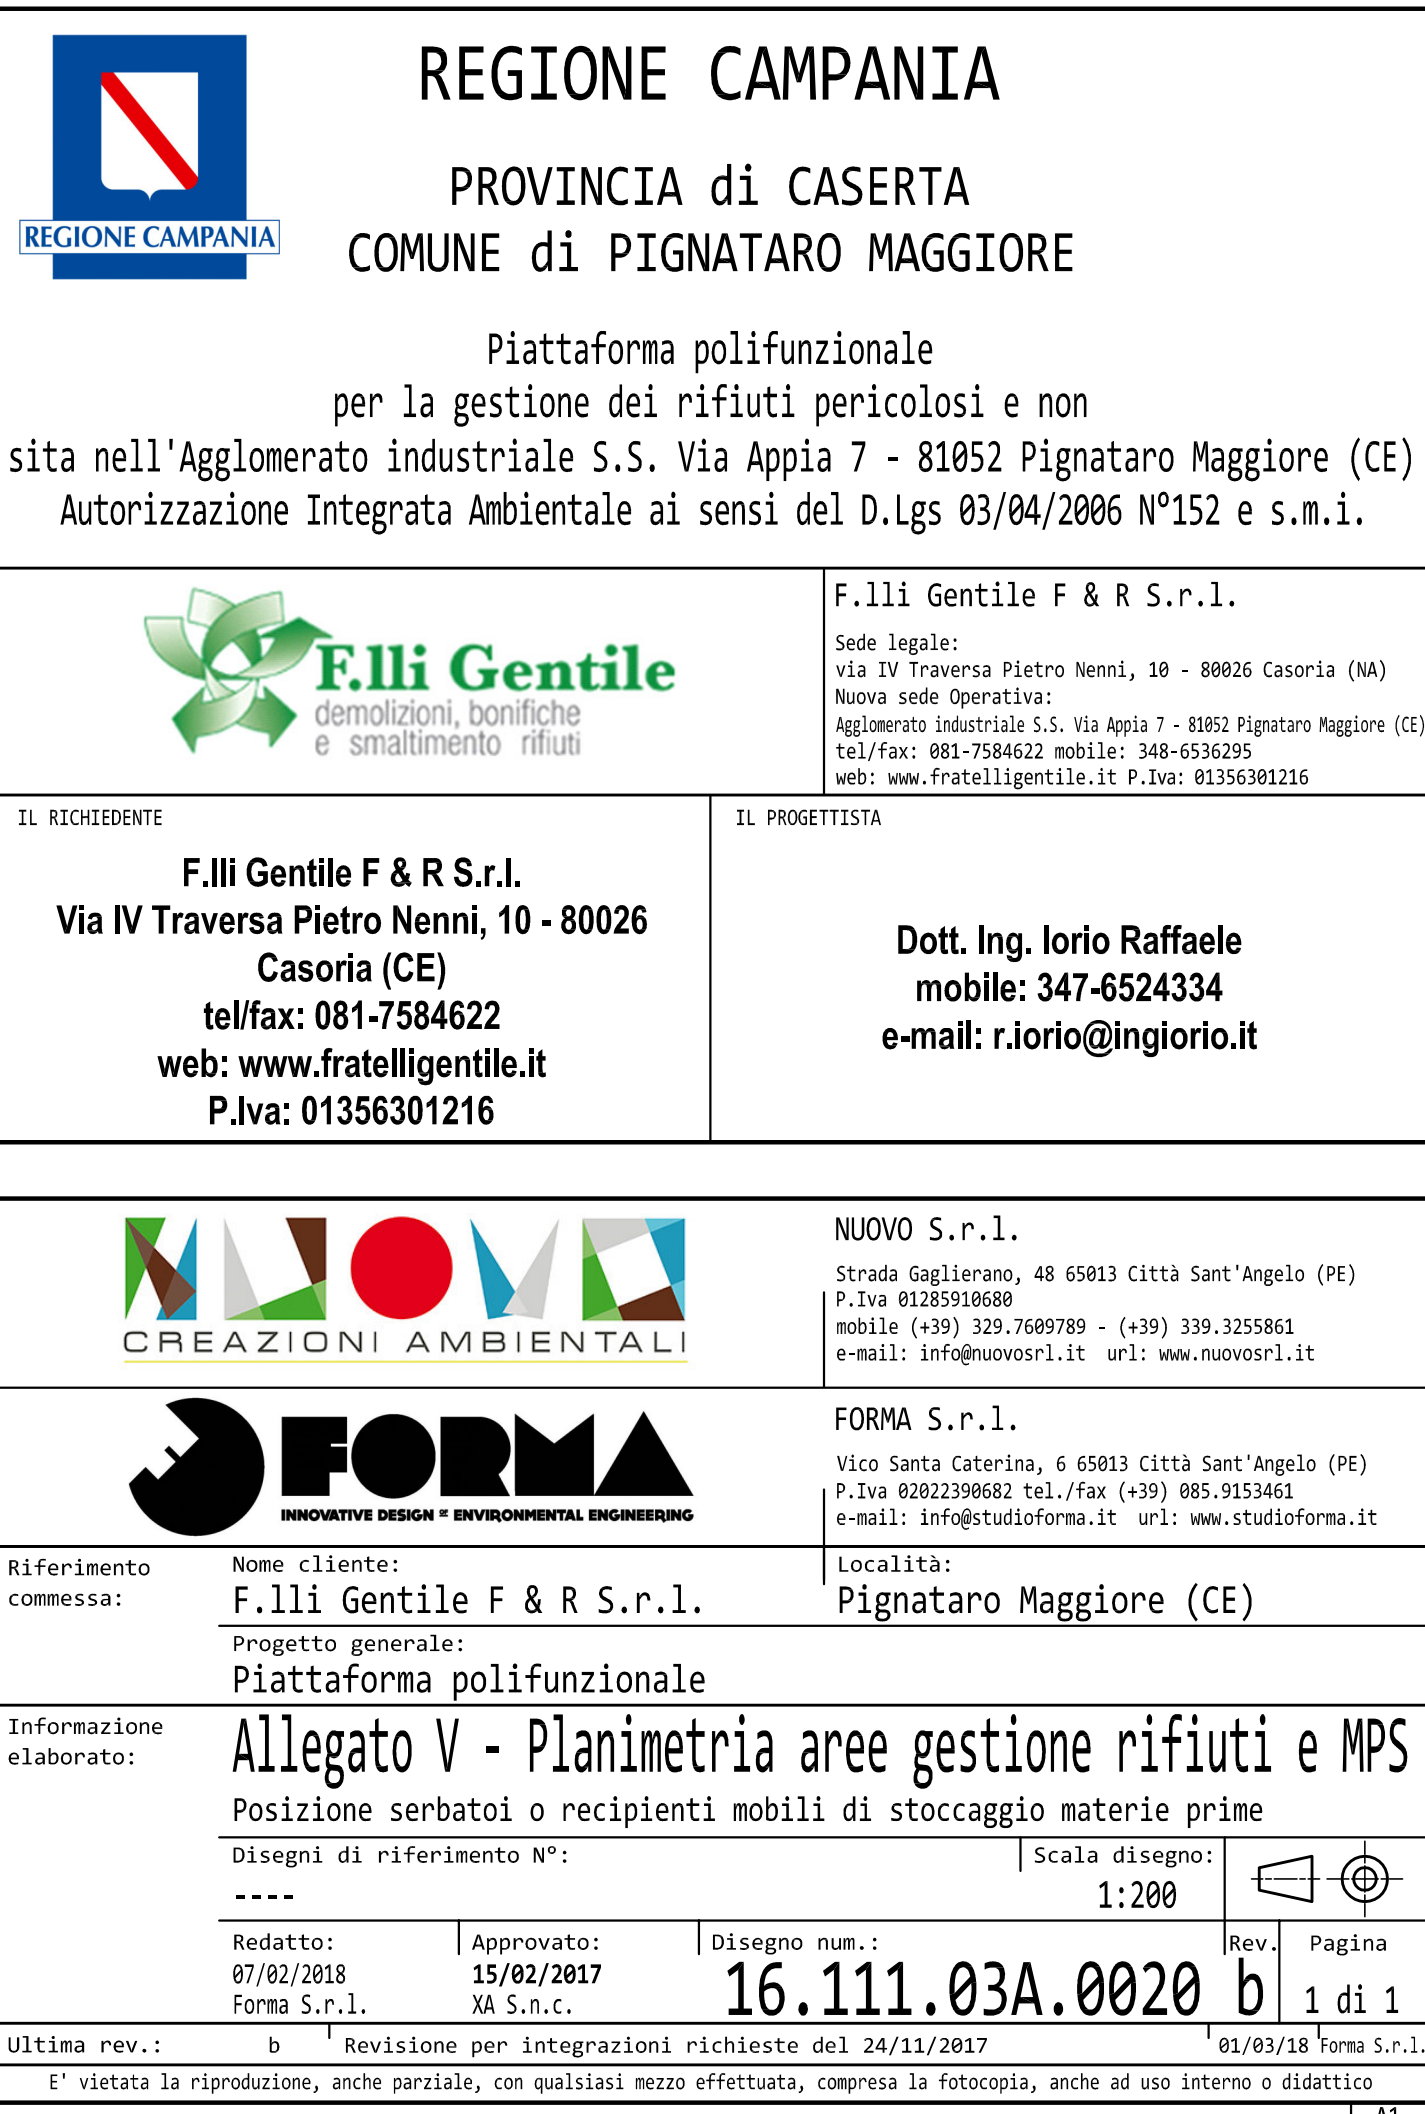 REGIONE CAMPANIA
REGIONE CAMPANIA
PROVINCIA di CASERTA
COMUNE di PIGNATARO MAGGIORE
Piattaforma polifunzionale
per la gestione dei rifiuti pericolosi e non
sita nell'Agglomerato industriale S.S. Via Appia 7 - 81052 Pignataro Maggiore (CE)
Autorizzazione Integrata Ambientale ai sensi del D.Lgs 03/04/2006 N°152 e s.m.i.
F.lli Gentile
demolizioni, bonifiche
e smaltimento rifiuti
F.lli Gentile F & R S.r.l.
Sede legale:
via IV Traversa Pietro Nenni, 10 - 80026 Casoria (NA)
Nuova sede Operativa:
Agglomerato industriale S.S. Via Appia 7 - 81052 Pignataro Maggiore (CE)
tel/fax: 081-7584622 mobile: 348-6536295
web: www.fratelligentile.it P.Iva: 01356301216
IL RICHIEDENTE
F.lli Gentile F & R S.r.l.
Via IV Traversa Pietro Nenni, 10 - 80026
Casoria (CE)
tel/fax: 081-7584622
web: www.fratelligentile.it
P.Iva: 01356301216
IL PROGETTISTA
Dott. Ing. Iorio Raffaele
mobile: 347-6524334
e-mail: r.iorio@ingiorio.it
NUOVO
CREAZIONI AMBIENTALI
NUOVO S.r.l.
Strada Gaglierano, 48 65013 Città Sant'Angelo (PE)
P.Iva 01285910680
mobile (+39) 329.7609789 - (+39) 339.3255861
e-mail: info@nuovosrl.it url: www.nuovosrl.it
FORMA
INNOVATIVE DESIGN OF ENVIRONMENTAL ENGINEERING
FORMA S.r.l.
Vico Santa Caterina, 6 65013 Città Sant'Angelo (PE)
P.Iva 02022390682 tel./fax (+39) 085.9153461
e-mail: info@studioforma.it url: www.studioforma.it
Riferimento
commessa:
Nome cliente:
F.lli Gentile F & R S.r.l.
Località:
Pignataro Maggiore (CE)
Progetto generale:
Piattaforma polifunzionale
Informazione
elaborato:
Allegato V - Planimetria aree gestione rifiuti e MPS
Posizione serbatoi o recipienti mobili di stoccaggio materie prime
Disegni di riferimento N°:
----
Scala disegno:
1:200
Redatto:
07/02/2018
Forma S.r.l.
Approvato:
15/02/2017
XA S.n.c.
Disegno num.:
16.111.03A.0020
Rev.
b
Pagina
1 di 1
Ultima rev.: b Revisione per integrazioni richieste del 24/11/2017 01/03/18 Forma S.r.l.
E' vietata la riproduzione, anche parziale, con qualsiasi mezzo effettuata, compresa la fotocopia, anche ad uso interno o didattico
A1